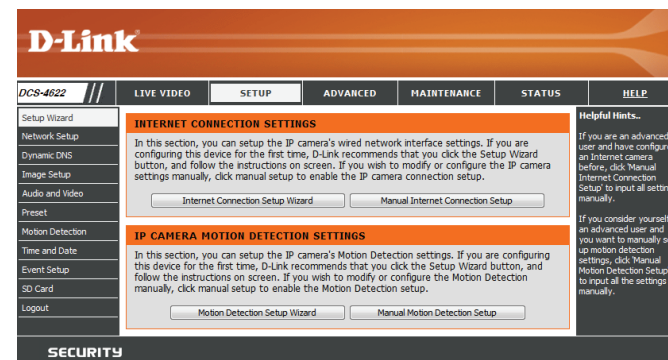 D-Link
DCS-4622
LIVE VIDEO
SETUP
ADVANCED
MAINTENANCE
STATUS
HELP
Setup Wizard
Network Setup
Dynamic DNS
Image Setup
Audio and Video
Preset
Motion Detection
Time and Date
Event Setup
SD Card
Logout
INTERNET CONNECTION SETTINGS
In this section, you can setup the IP camera's wired network interface settings. If you are
configuring this device for the first time, D-Link recommends that you click the Setup Wizard
button, and follow the instructions on screen. If you wish to modify or configure the IP camera
settings manually, click manual setup to enable the IP camera connection setup.
Internet Connection Setup Wizard
Manual Internet Connection Setup
IP CAMERA MOTION DETECTION SETTINGS
In this section, you can setup the IP camera's Motion Detection settings. If you are configuring
this device for the first time, D-Link recommends that you click the Setup Wizard button, and
follow the instructions on screen. If you wish to modify or configure the Motion Detection
manually, click manual setup to enable the Motion Detection setup.
Motion Detection Setup Wizard
Manual Motion Detection Setup
Helpful Hints..
If you are an advanced
user and have configure
an Internet camera
before, click 'Manual
Internet Connection
Setup' to input all settin
manually.
If you consider yourself
an advanced user and
you want to manually s
up motion detection
settings, click 'Manual
Motion Detection Setup
to input all the settings
manually.
SECURITY